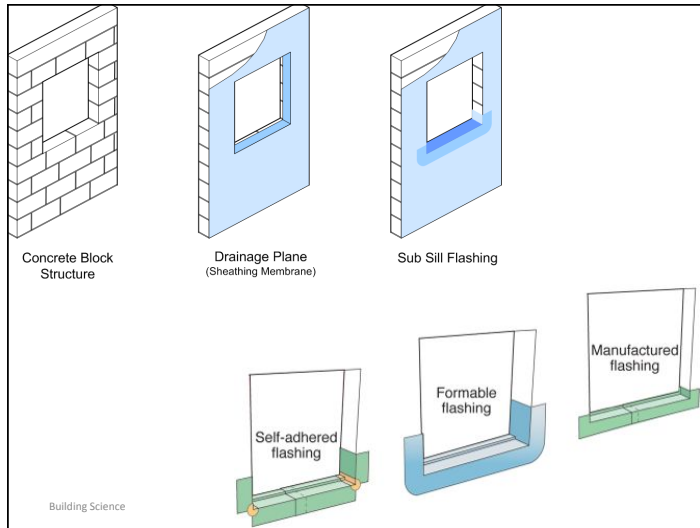 Concrete Block
Structure
Drainage Plane
(Sheathing Membrane)
Sub Sill Flashing
Manufactured
flashing
Formable
flashing
Self-adhered
flashing
Building Science